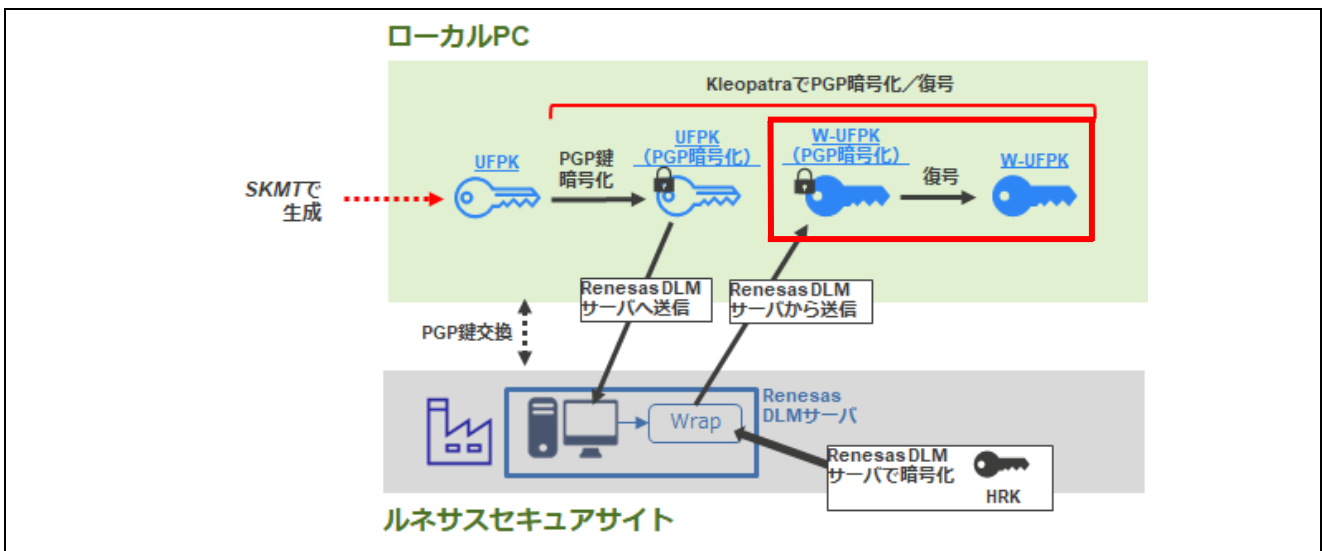 ローカルPC
KleopatraでPGP暗号化／復号
SKMTで
生成
UFPK
PGP鍵
暗号化
UFPK
（PGP暗号化）
W-UFPK
（PGP暗号化）
復号
W-UFPK
Renesas DLM
サーバへ送信
Renesas DLM
サーバから送信
PGP鍵交換
Wrap
Renesas
DLMサーバ
Renesas DLM
サーバで暗号化
HRK
ルネサスセキュアサイト